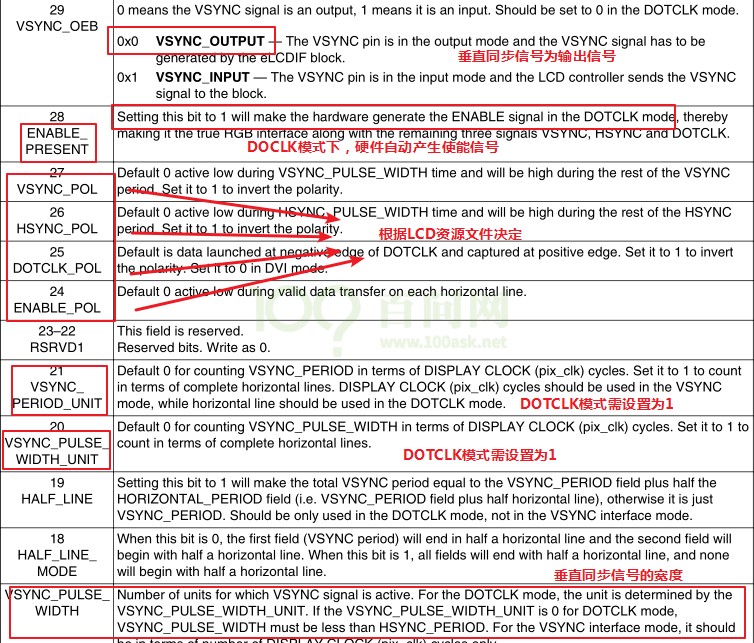 29
VSYNC_OEB
0 means the VSYNC signal is an output, 1 means it is an input. Should be set to 0 in the DOTCLK mode.
0x0 VSYNC_OUTPUT — The VSYNC pin is in the output mode and the VSYNC signal has to be
generated by the eLCDIF block.
垂直同步信号为输出信号
0x1 VSYNC_INPUT — The VSYNC pin is in the input mode and the LCD controller sends the VSYNC
signal to the block.
28
ENABLE_
PRESENT
Setting this bit to 1 will make the hardware generate the ENABLE signal in the DOTCLK mode, thereby
making it the true RGB interface along with the remaining three signals VSYNC, HSYNC and DOTCLK.
DOCLK模式下，硬件自动产生使能信号
27
VSYNC_POL
Default 0 active low during VSYNC_PULSE_WIDTH time and will be high during the rest of the VSYNC
period. Set it to 1 to invert the polarity.
26
HSYNC_POL
Default 0 active low during HSYNC_PULSE_WIDTH time and will be high during the rest of the HSYNC
period. Set it to 1 to invert the polarity.
根据LCD资源文件决定
25
DOTCLK_POL
Default is data launched at negative edge of DOTCLK and captured at positive edge. Set it to 1 to invert
the polarity. Set it to 0 in DVI mode.
24
ENABLE_POL
Default 0 active low during valid data transfer on each horizontal line.
100? 百问网
www.100ask.net
23–22
RSRVD1
This field is reserved.
Reserved bits. Write as 0.
21
VSYNC_
PERIOD_UNIT
Default 0 for counting VSYNC_PERIOD in terms of DISPLAY CLOCK (pix_clk) cycles. Set it to 1 to count
in terms of complete horizontal lines. DISPLAY CLOCK (pix_clk) cycles should be used in the VSYNC
mode, while horizontal line should be used in the DOTCLK mode.
DOTCLK模式需设置为1
20
VSYNC_PULSE_
WIDTH_UNIT
Default 0 for counting VSYNC_PULSE_WIDTH in terms of DISPLAY CLOCK (pix_clk) cycles. Set it to 1 to
count in terms of complete horizontal lines.
DOTCLK模式需设置为1
19
HALF_LINE
Setting this bit to 1 will make the total VSYNC period equal to the VSYNC_PERIOD field plus half the
HORIZONTAL_PERIOD field (i.e. VSYNC_PERIOD field plus half horizontal line), otherwise it is just
VSYNC_PERIOD. Should be only used in the DOTCLK mode, not in the VSYNC interface mode.
18
HALF_LINE_
MODE
When this bit is 0, the first field (VSYNC period) will end in half a horizontal line and the second field will
begin with half a horizontal line. When this bit is 1, all fields will end with half a horizontal line, and none
will begin with half a horizontal line.
垂直同步信号的宽度
VSYNC_PULSE_
WIDTH
Number of units for which VSYNC signal is active. For the DOTCLK mode, the unit is determined by the
VSYNC_PULSE_WIDTH_UNIT. If the VSYNC_PULSE_WIDTH_UNIT is 0 for DOTCLK mode,
VSYNC_PULSE_WIDTH must be less than HSYNC_PERIOD. For the VSYNC interface mode, it should
be in terms of number of DISPLAY CLOCK (pix_clk) cycles only.